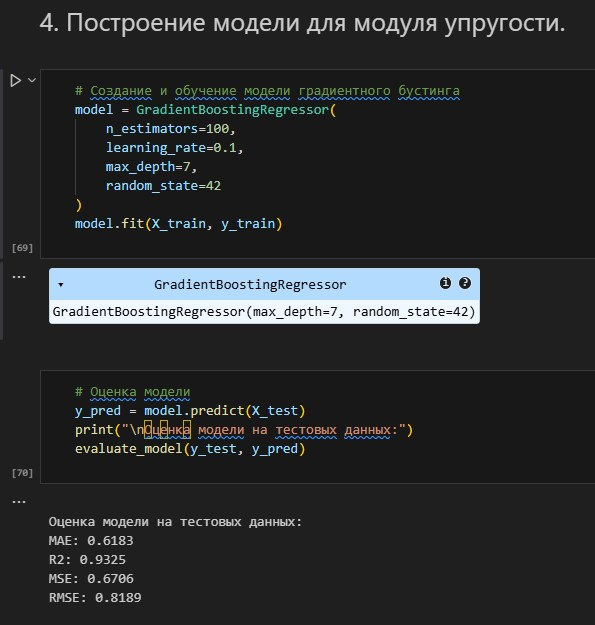 4. Построение модели для модуля упругости.
# Создание и обучение модели градиентного бустинга
model = GradientBoostingRegressor(
n_estimators=100,
learning_rate=0.1,
max_depth=7,
random_state=42
)
model.fit(X_train, y_train)
[69]
...
GradientBoostingRegressor
i ?
GradientBoostingRegressor(max_depth=7, random_state=42)
# Оценка модели
y_pred = model.predict(X_test)
print("\nОценка модели на тестовых данных:")
evaluate_model(y_test, y_pred)
[70]
...
Оценка модели на тестовых данных:
MAE: 0.6183
R2: 0.9325
MSE: 0.6706
RMSE: 0.8189